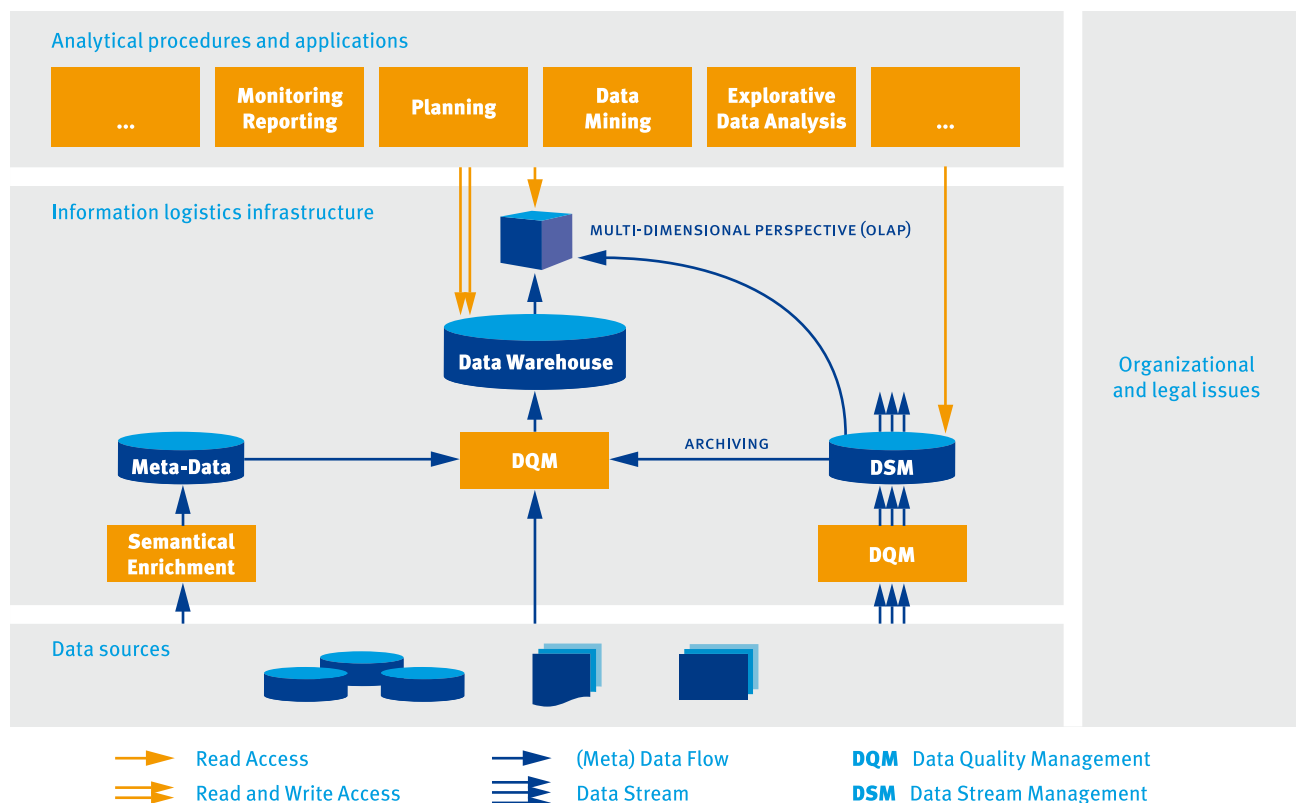 Analytical procedures and applications
...
Monitoring
Reporting
Planning
Data
Mining
Explorative
Data Analysis
...
Information logistics infrastructure
MULTI-DIMENSIONAL PERSPECTIVE (OLAP)
Data Warehouse
Organizational
and legal issues
Meta-Data
DQM
ARCHIVING
DSM
Semantical
Enrichment
DQM
Data sources
Read Access
(Meta) Data Flow
DQM Data Quality Management
Read and Write Access
Data Stream
DSM Data Stream Management